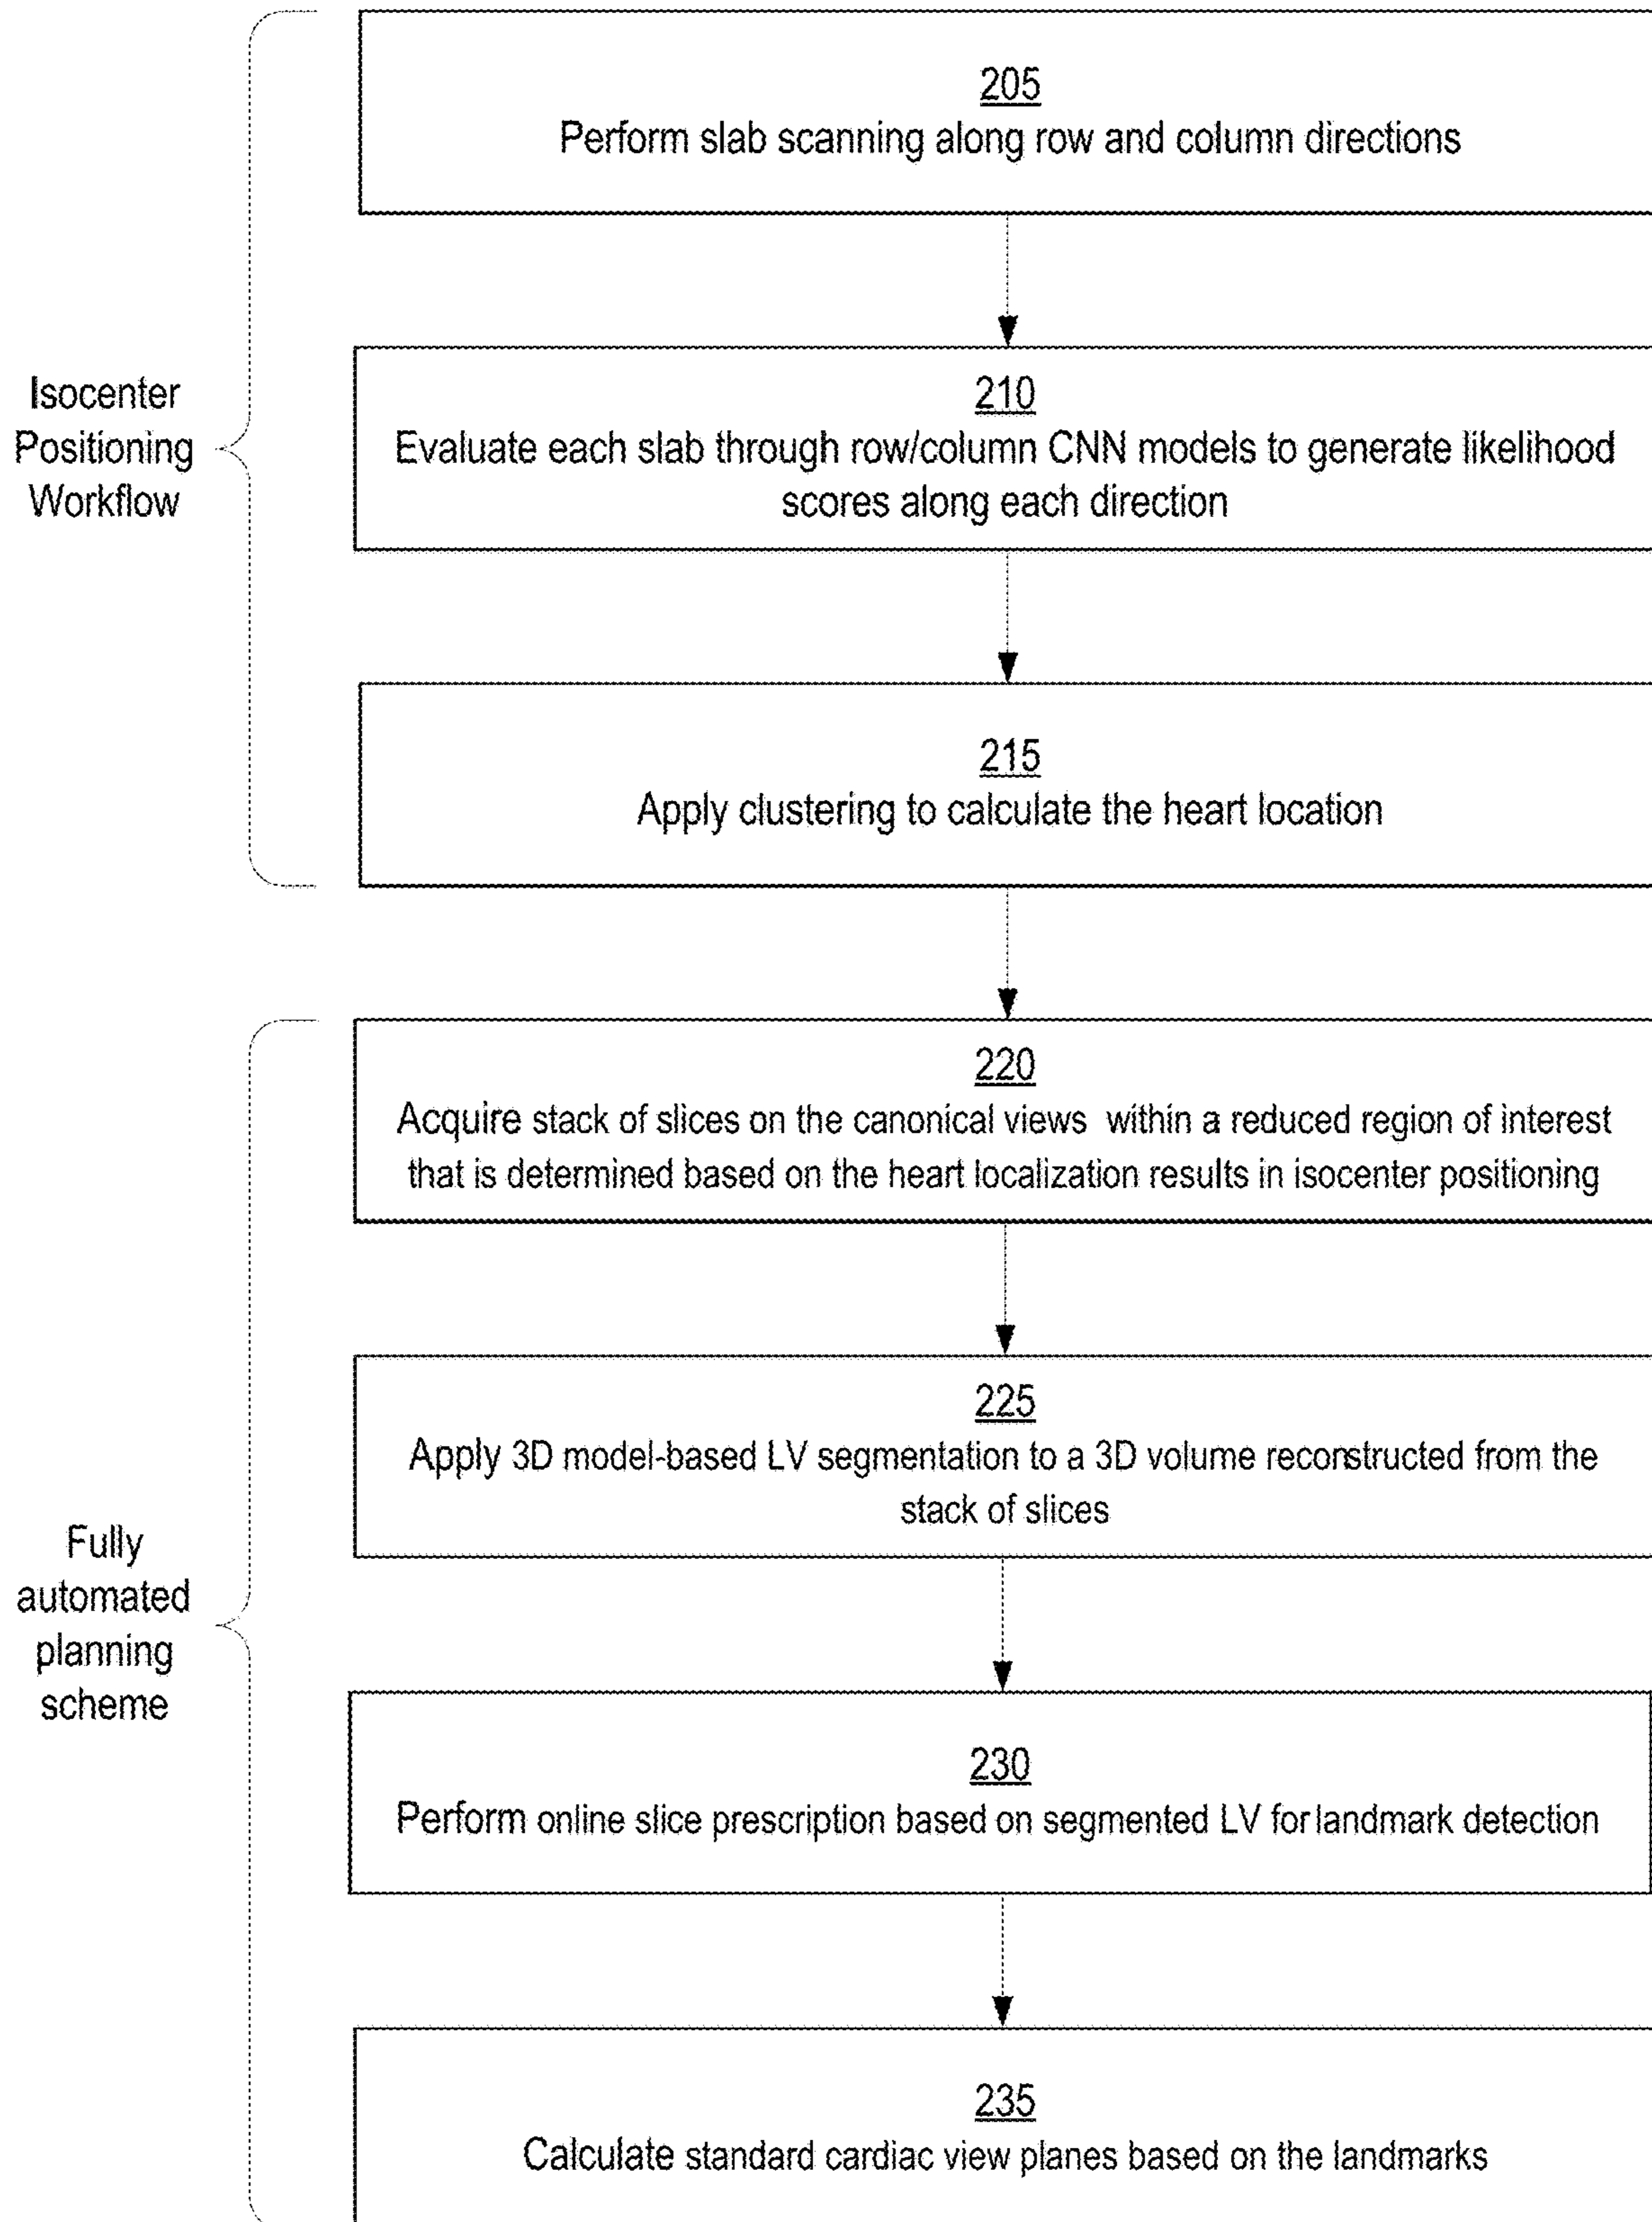 205
Perform slab scanning along row and column directions
Isocenter
Positioning
Workflow
210
Evaluate each slab through row/column CNN models to generate likelihood
scores along each direction
215
Apply clustering to calculate the heart location
220
Acquire stack of slices on the canonical views within a reduced region of interest
that is determined based on the heart localization results in isocenter positioning
Fully
automated
planning
scheme
225
Apply 3D model-based LV segmentation to a 3D volume reconstructed from the
stack of slices
230
Perform online slice prescription based on segmented LV for landmark detection
235
Calculate standard cardiac view planes based on the landmarks